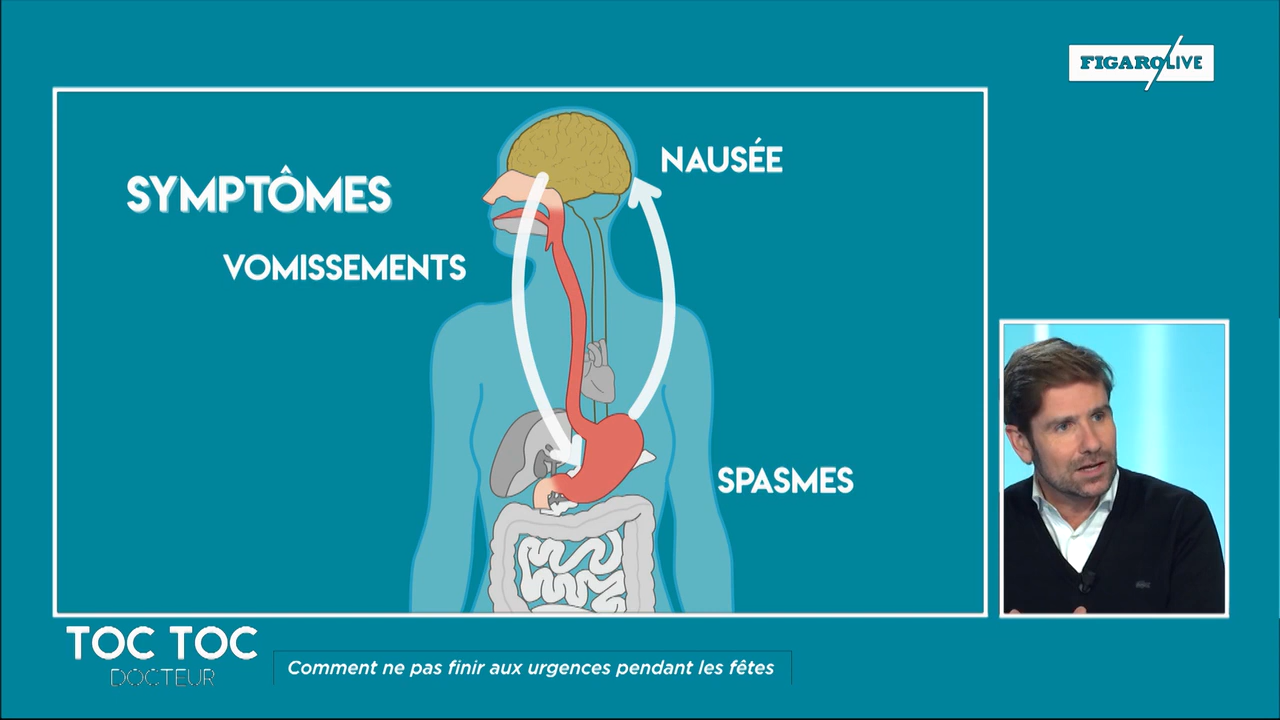 FIGAROLIVE
SYMPTÔMES
NAUSÉE
VOMISSEMENTS
SPASMES
TOC TOC
DOCTEUR
Comment ne pas finir aux urgences pendant les fêtes